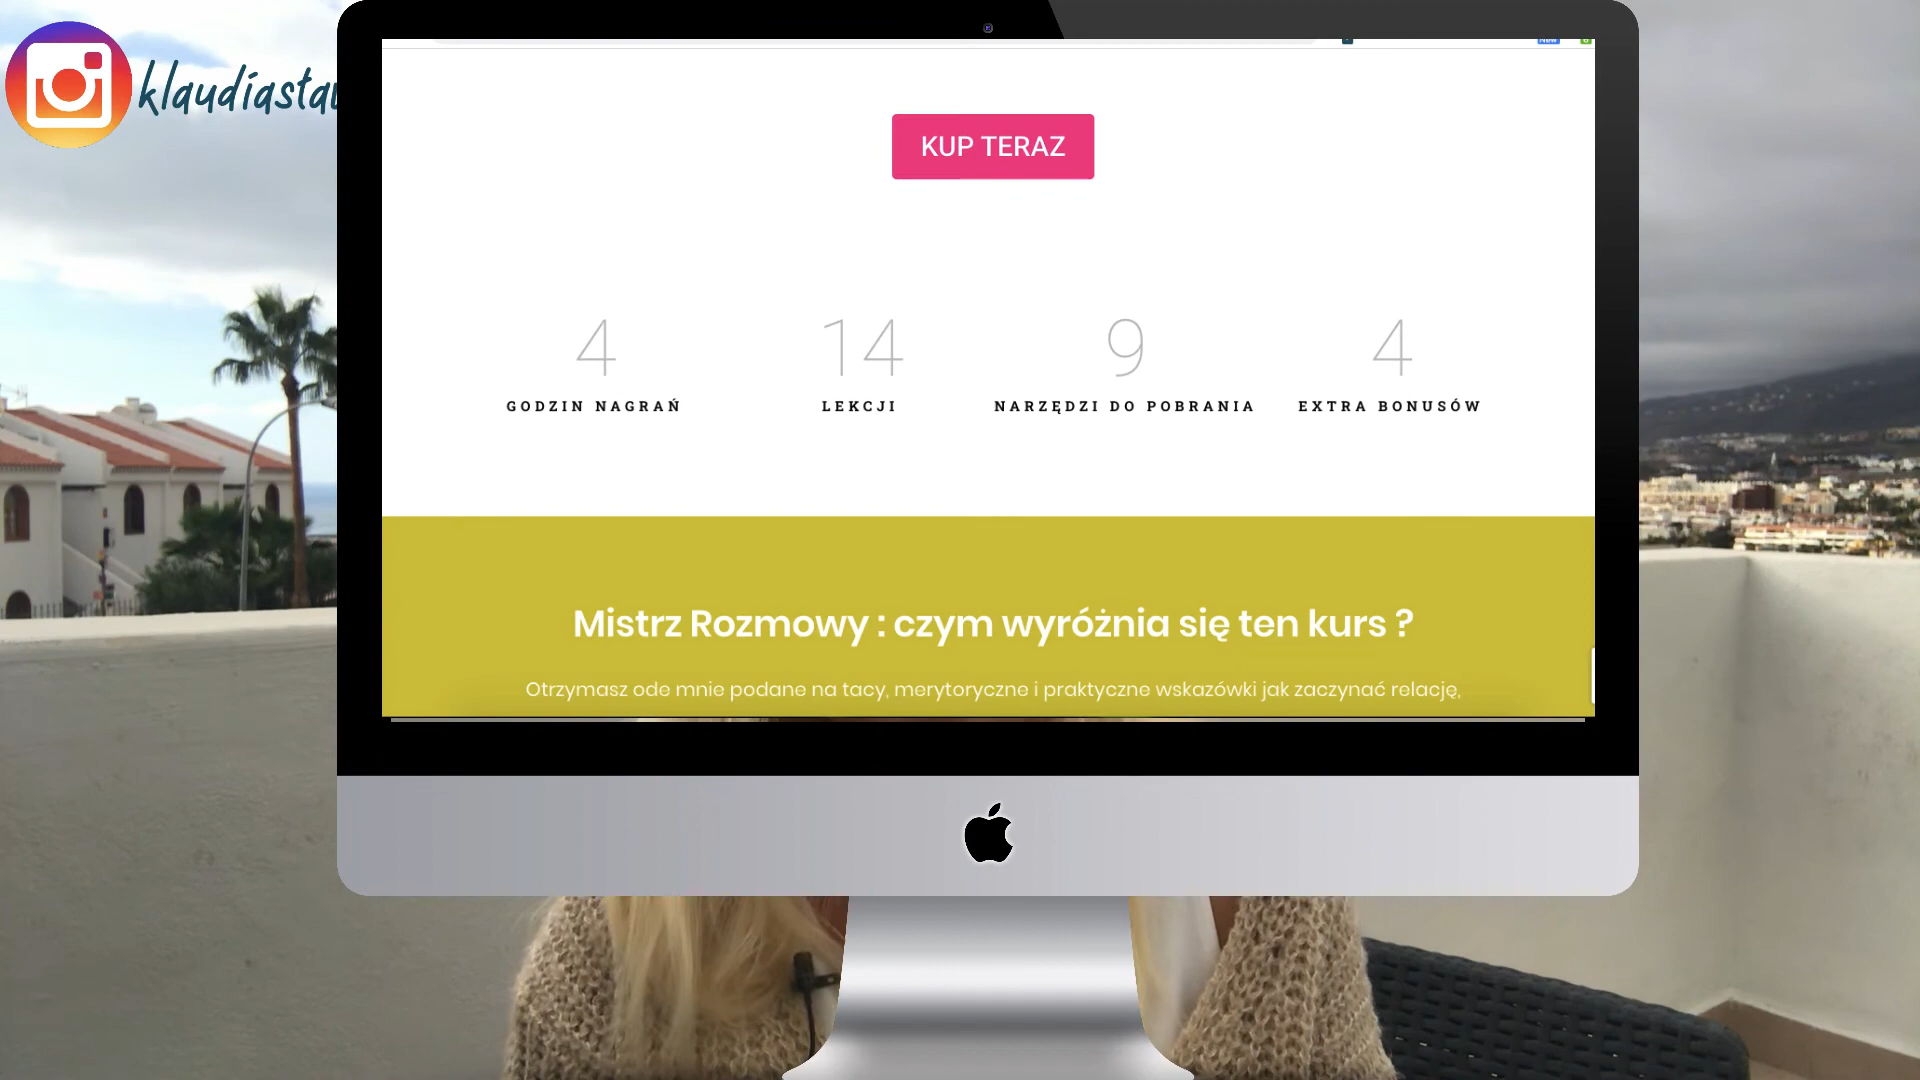 KUP TERAZ
4 14 9 4
GODZIN NAGRAŃ LEKCJI NARZĘDZI DO POBRANIA EXTRA BONUSÓW
Mistrz Rozmowy : czym wyróżnia się ten kurs ?
Otrzymasz ode mnie podane na tacy, merytoryczne i praktyczne wskazówki jak zaczynać relację,